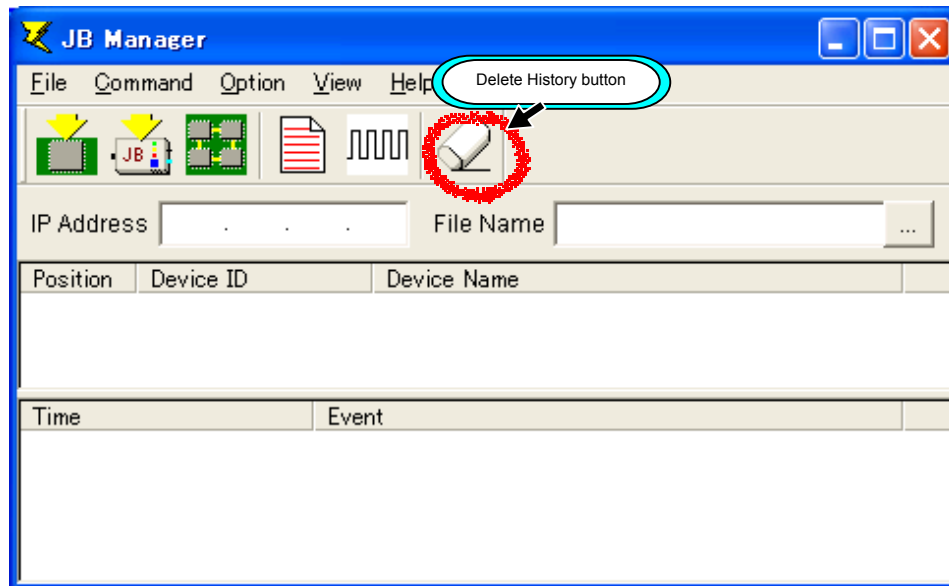 JB Manager
File Command Option View Help
Delete History button
JB
IP Address . . . File Name ...
Position Device ID Device Name
Time Event